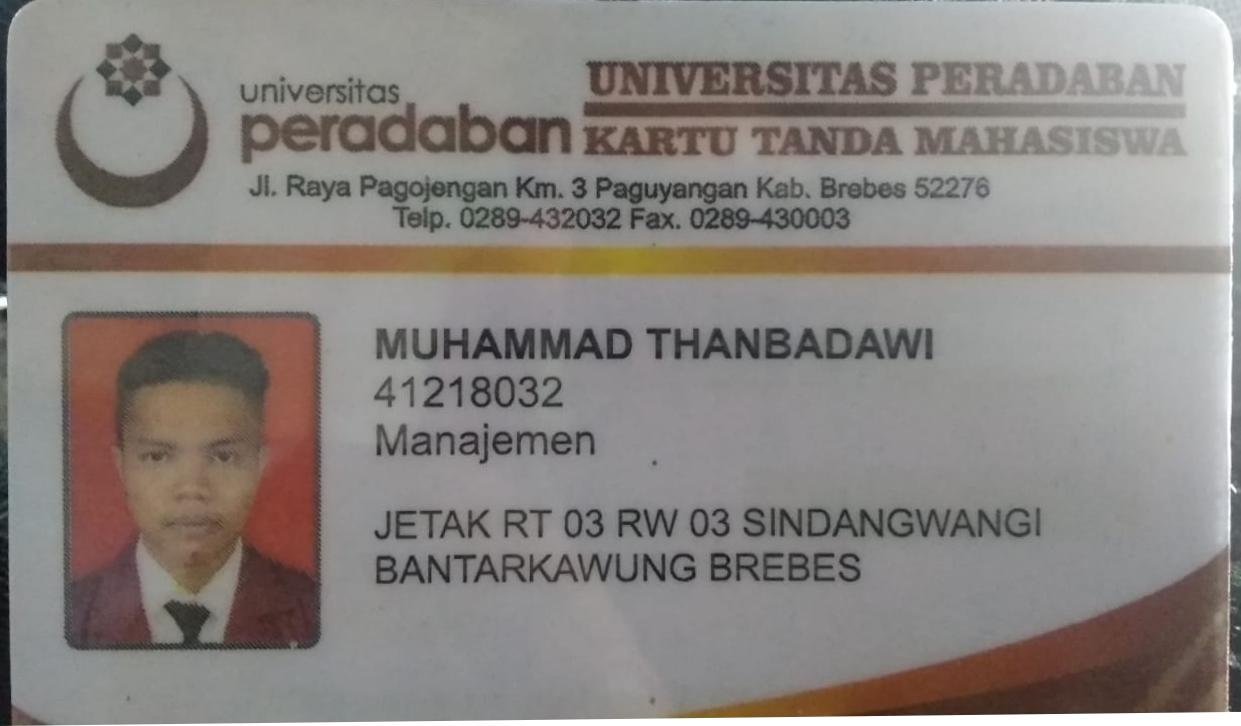 universitas
peradaban
UNIVERSITAS PERADABAN
KARTU TANDA MAHASISWA
Jl. Raya Pagojengan Km. 3 Paguyangan Kab. Brebes 52276
Telp. 0289-432032 Fax. 0289-430003
MUHAMMAD THANBADAWI
41218032
Manajemen
JETAK RT 03 RW 03 SINDANGWANGI
BANTARKAWUNG BREBES